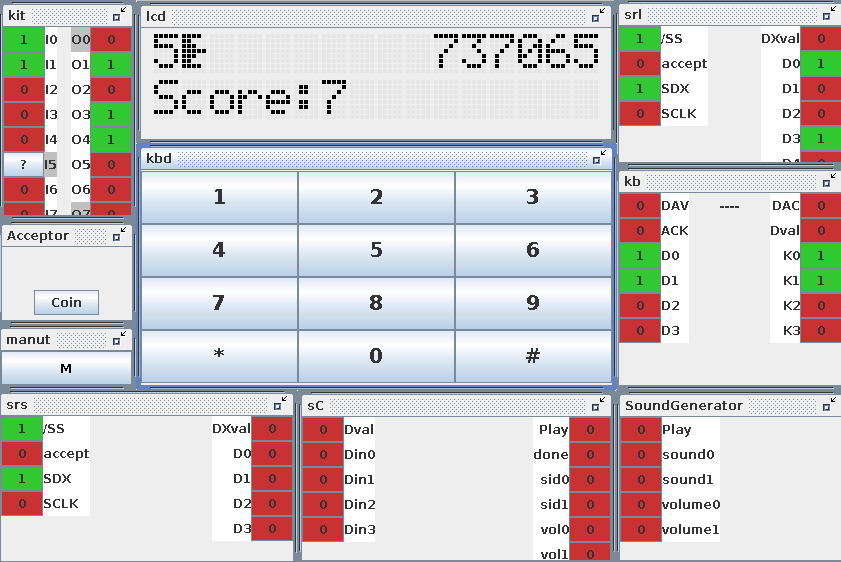 kit
1 I0 O0 0
1 I1 O1 1
0 I2 O2 0
0 I3 O3 1
0 I4 O4 1
? I5 O5 0
0 I6 O6 0
0 I7 O7 0
Acceptor
Coin
manut
M
lcd
S 737065
Score:7
kbd
1 2 3
4 5 6
7 8 9
* 0 #
srl
1 /SS DXval 0
0 accept D0 1
1 SDX D1 0
0 SCLK D2 0
D3 1
kb
0 DAV ---- DAC 0
0 ACK Dval 0
1 D0 K0 1
1 D1 K1 1
0 D2 K2 0
0 D3 K3 0
srs
1 /SS DXval 0
0 accept D0 0
1 SDX D1 0
0 SCLK D2 0
D3 0
sC
0 Dval Play 0
0 Din0 done 0
0 Din1 sid0 0
0 Din2 sid1 0
0 Din3 vol0 0
vol1 0
SoundGenerator
0 Play
0 sound0
0 sound1
0 volume0
0 volume1